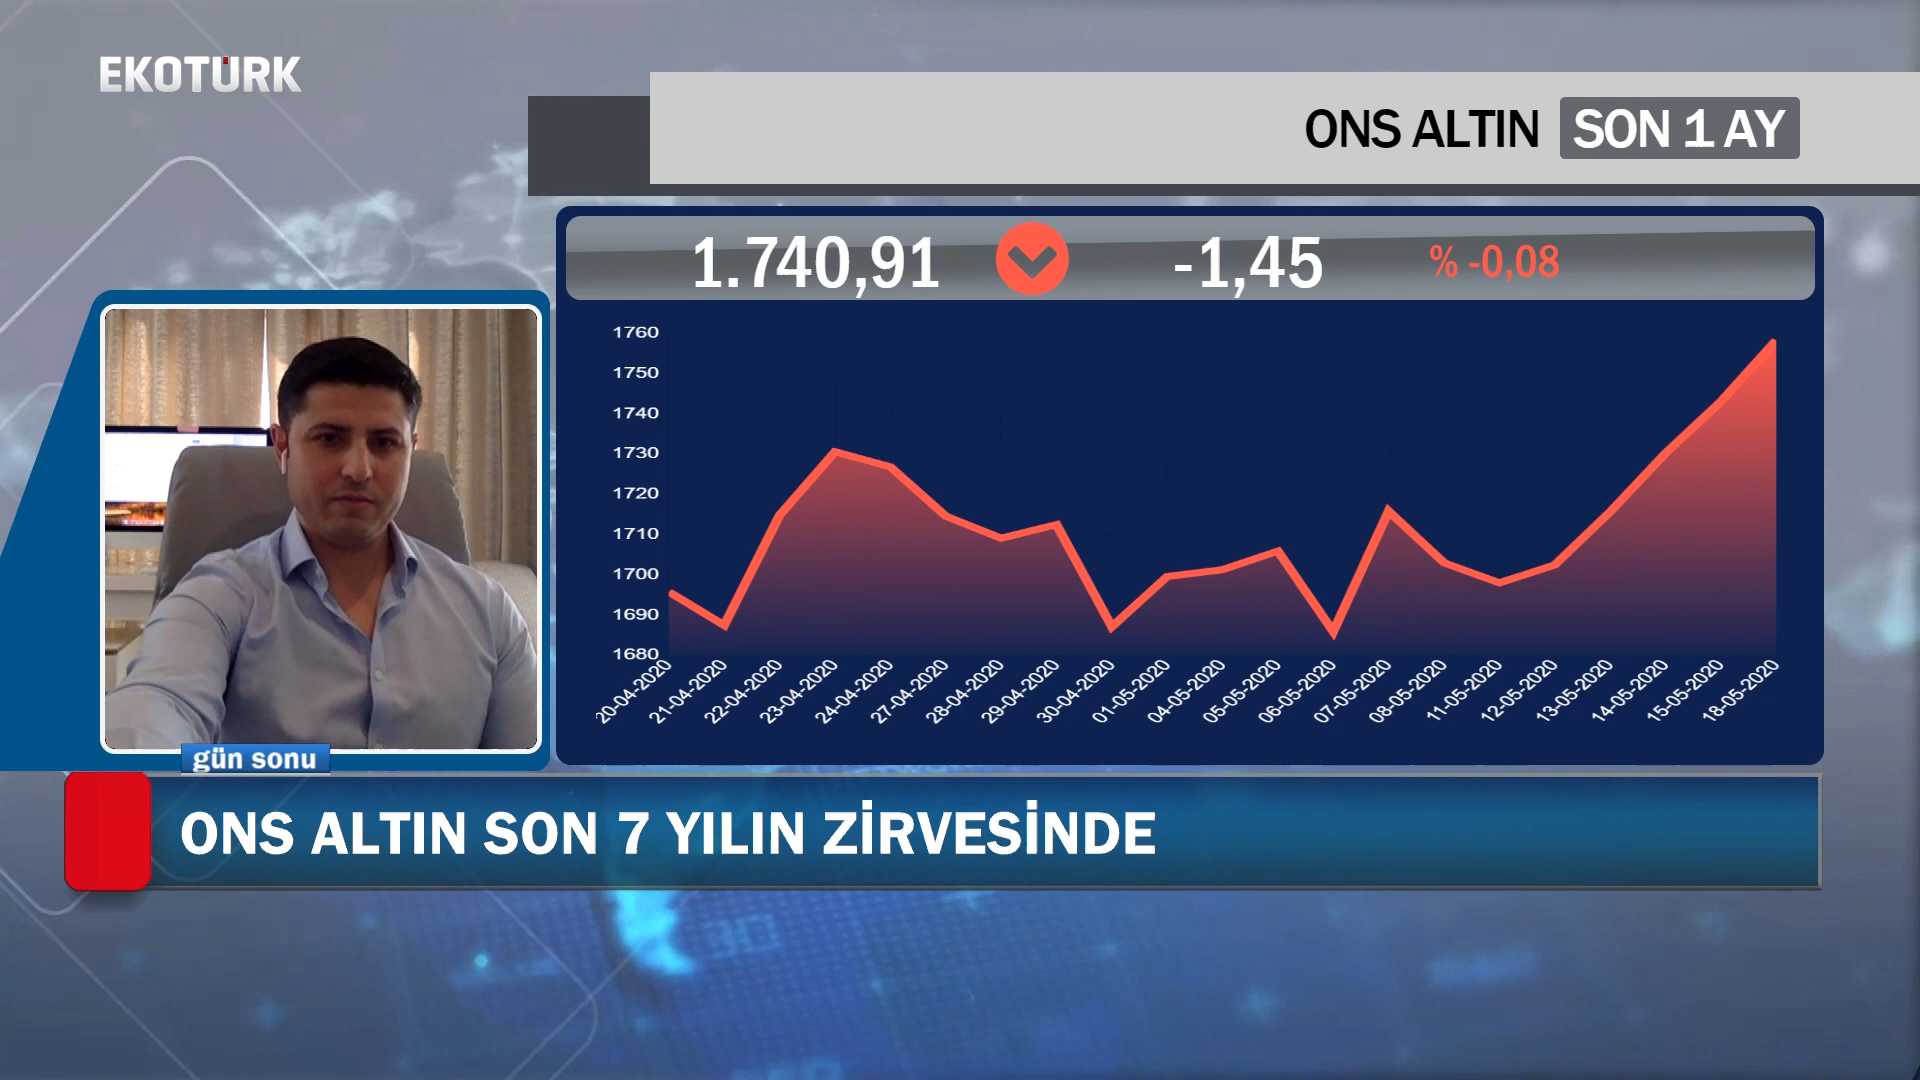 EKOTÜRK
ONS ALTIN SON 1 AY
1.740,91 -1,45 % -0,08
1760
1750
1740
1730
1720
1710
1700
1690
1680
20-04-2020 21-04-2020 22-04-2020 23-04-2020 24-04-2020 27-04-2020 28-04-2020 29-04-2020 30-04-2020 01-05-2020 04-05-2020 05-05-2020 06-05-2020 07-05-2020 08-05-2020 11-05-2020 12-05-2020 13-05-2020 14-05-2020 15-05-2020 18-05-2020
gün sonu
ONS ALTIN SON 7 YILIN ZİRVESİNDE